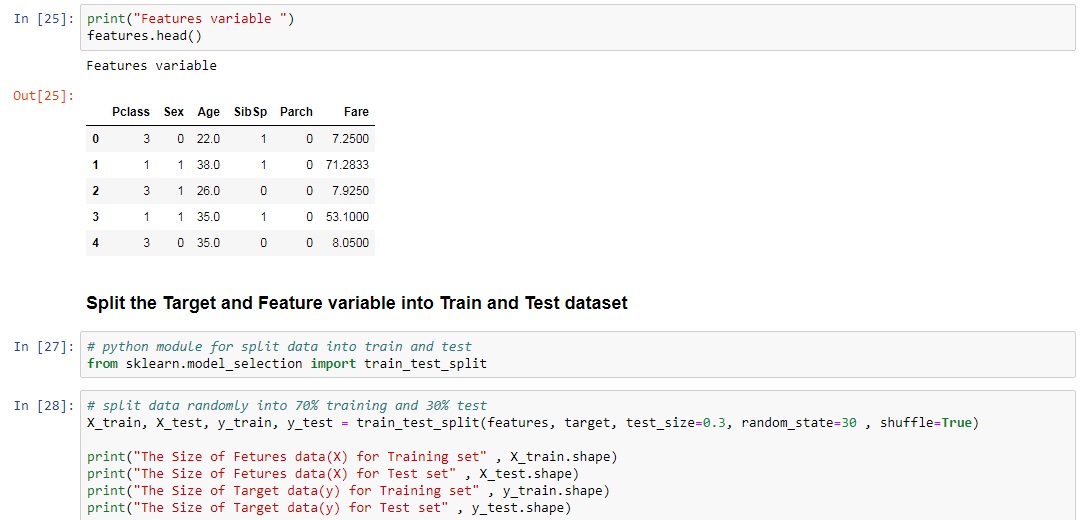 In [25]: print("Features variable ")
features.head()
Features variable
Out[25]:
Pclass Sex Age SibSp Parch Fare
0 3 0 22.0 1 0 7.2500
1 1 1 38.0 1 0 71.2833
2 3 1 26.0 0 0 7.9250
3 1 1 35.0 1 0 53.1000
4 3 0 35.0 0 0 8.0500
Split the Target and Feature variable into Train and Test dataset
In [27]: # python module for split data into train and test
from sklearn.model_selection import train_test_split
In [28]: # split data randomly into 70% training and 30% test
X_train, X_test, y_train, y_test = train_test_split(features, target, test_size=0.3, random_state=30 , shuffle=True)
print("The Size of Fetures data(X) for Training set" , X_train.shape)
print("The Size of Fetures data(X) for Test set" , X_test.shape)
print("The Size of Target data(y) for Training set" , y_train.shape)
print("The Size of Target data(y) for Test set" , y_test.shape)